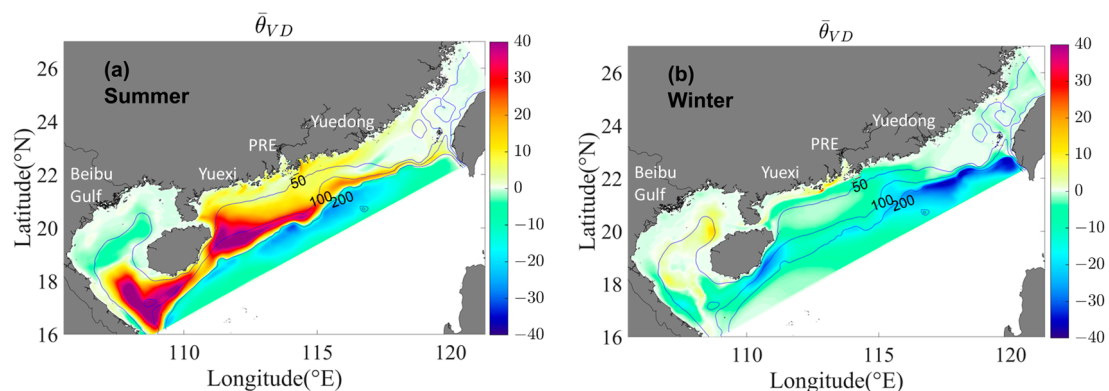 θ̄_VD
(a)
Summer
Yuedong
PRE
Yuexi
Beibu
Gulf
50
100
200
26
24
22
20
18
16
Latitude(°N)
110
115
120
Longitude(°E)
40
30
20
10
0
−10
−20
−30
−40
θ̄_VD
(b)
Winter
Yuedong
PRE
Yuexi
Beibu
Gulf
50
100
200
26
24
22
20
18
16
Latitude(°N)
110
115
120
Longitude(°E)
40
30
20
10
0
−10
−20
−30
−40